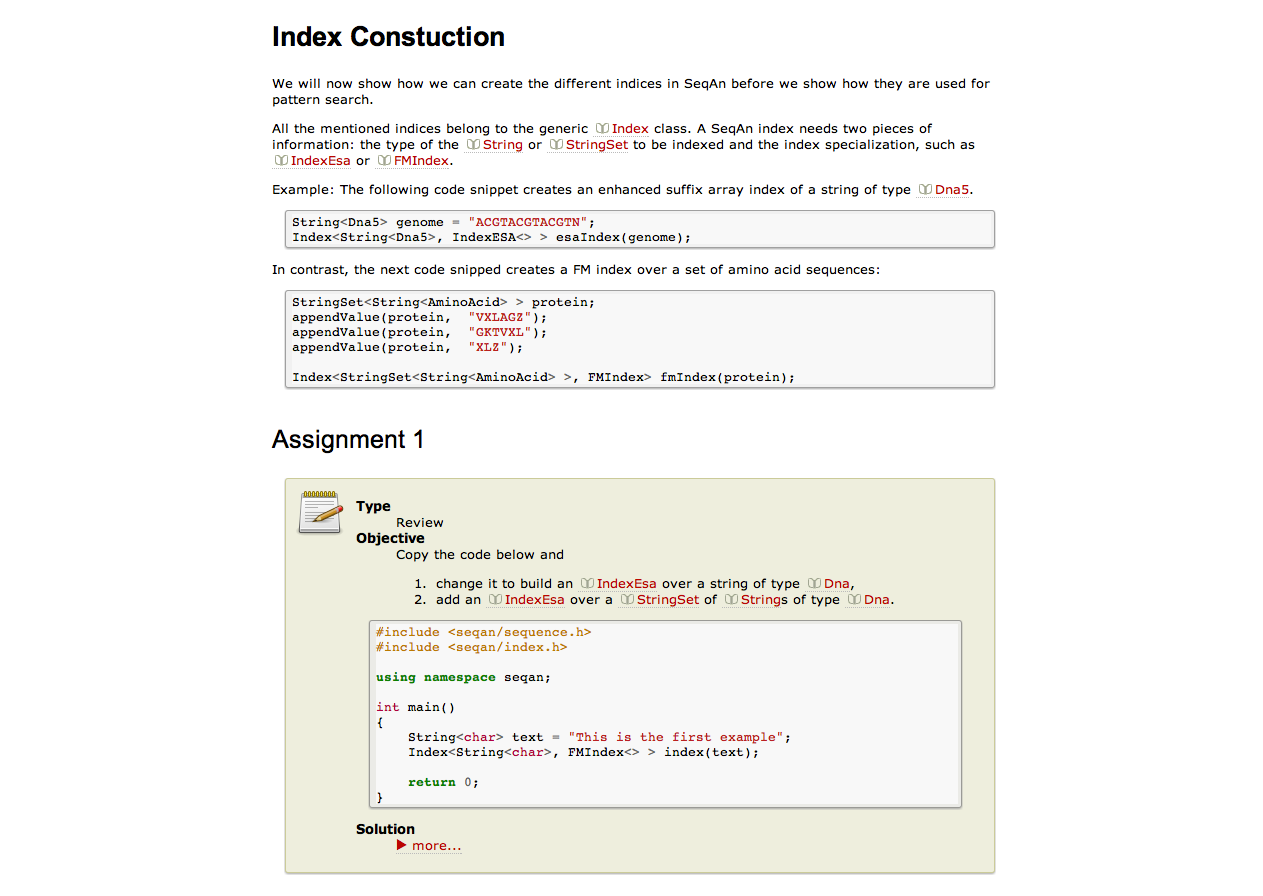 Index Constuction
We will now show how we can create the different indices in SeqAn before we show how they are used for
pattern search.
All the mentioned indices belong to the generic Index class. A SeqAn index needs two pieces of
information: the type of the String or StringSet to be indexed and the index specialization, such as
IndexEsa or FMIndex.
Example: The following code snippet creates an enhanced suffix array index of a string of type Dna5.
String<Dna5> genome = "ACGTACGTACGTN";
Index<String<Dna5>, IndexESA<> > esaIndex(genome);
In contrast, the next code snipped creates a FM index over a set of amino acid sequences:
StringSet<String<AminoAcid> > protein;
appendValue(protein,  "VXLAGZ");
appendValue(protein,  "GKTVXL");
appendValue(protein,  "XLZ");
Index<StringSet<String<AminoAcid> >, FMIndex> fmIndex(protein);
Assignment 1
Type
Review
Objective
Copy the code below and
1. change it to build an IndexEsa over a string of type Dna,
2. add an IndexEsa over a StringSet of Strings of type Dna.
#include <seqan/sequence.h>
#include <seqan/index.h>
using namespace seqan;
int main()
{
    String<char> text = "This is the first example";
    Index<String<char>, FMIndex<> > index(text);
    return 0;
}
Solution
more...